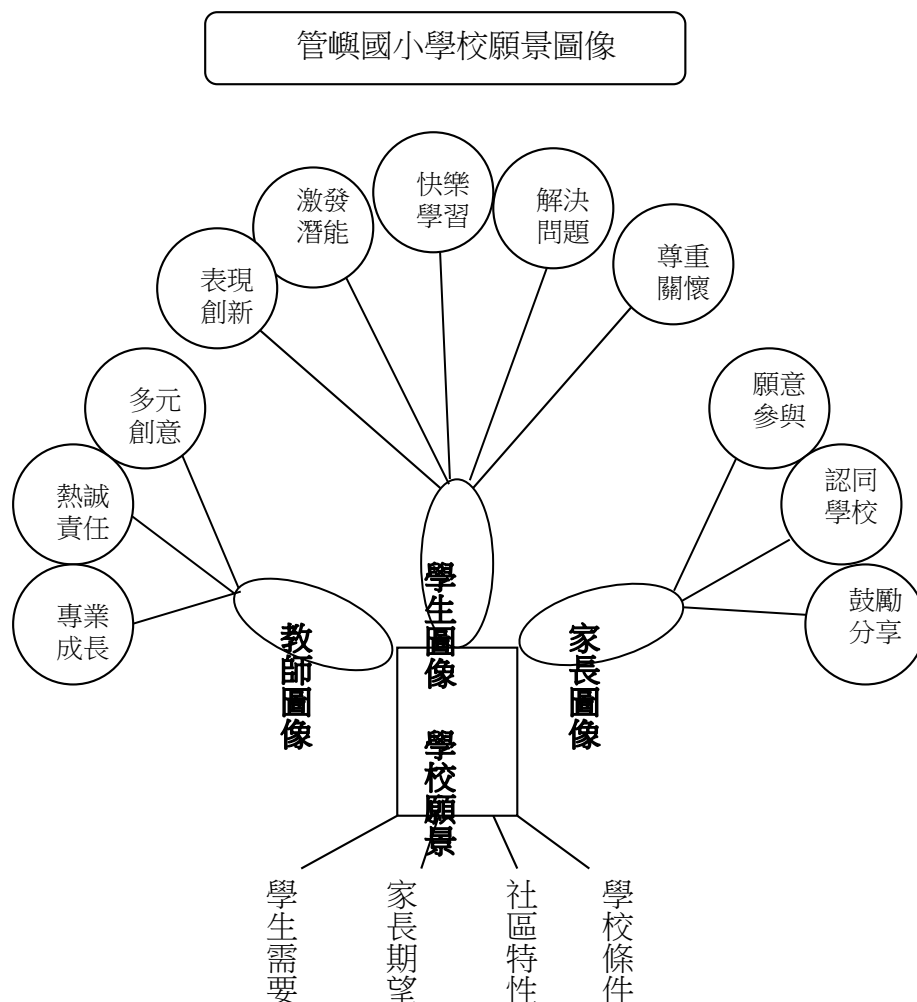 管嶼國小學校願景圖像
快樂
學習
激發
潛能
解決
問題
表現
創新
尊重
關懷
多元
創意
願意
參與
熱誠
責任
認同
學校
專業
成長
鼓勵
分享
教師圖像
學生圖像
家長圖像
學校願景
學生需要
家長期望
社區特性
學校條件